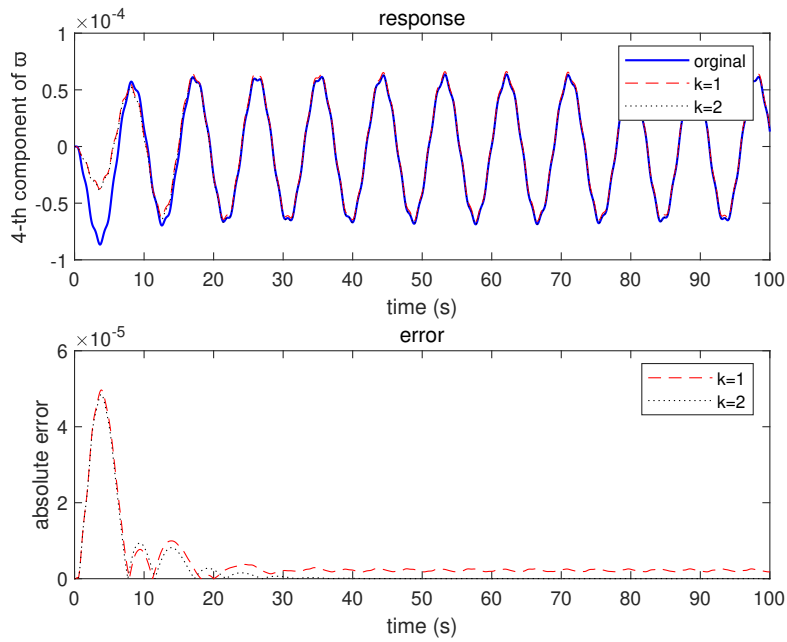 response
×10⁻⁴
1
0.5
0
-0.5
-1
4-th component of ϖ
orginal
k=1
k=2
0 10 20 30 40 50 60 70 80 90 100
time (s)
error
×10⁻⁵
6
4
2
0
absolute error
k=1
k=2
0 10 20 30 40 50 60 70 80 90 100
time (s)